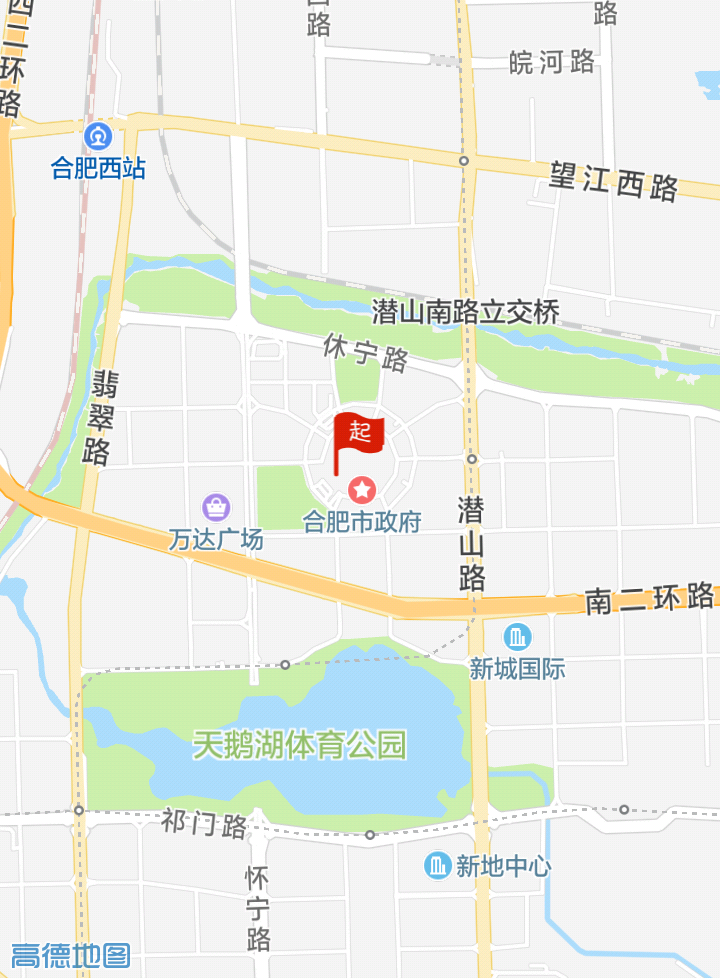 西二环路
路
路
皖河路
合肥西站
望江西路
潜山南路立交桥
休宁路
翡翠路
起
潜山路
合肥市政府
万达广场
南二环路
新城国际
天鹅湖体育公园
祁门路
新地中心
怀宁路
高德地图